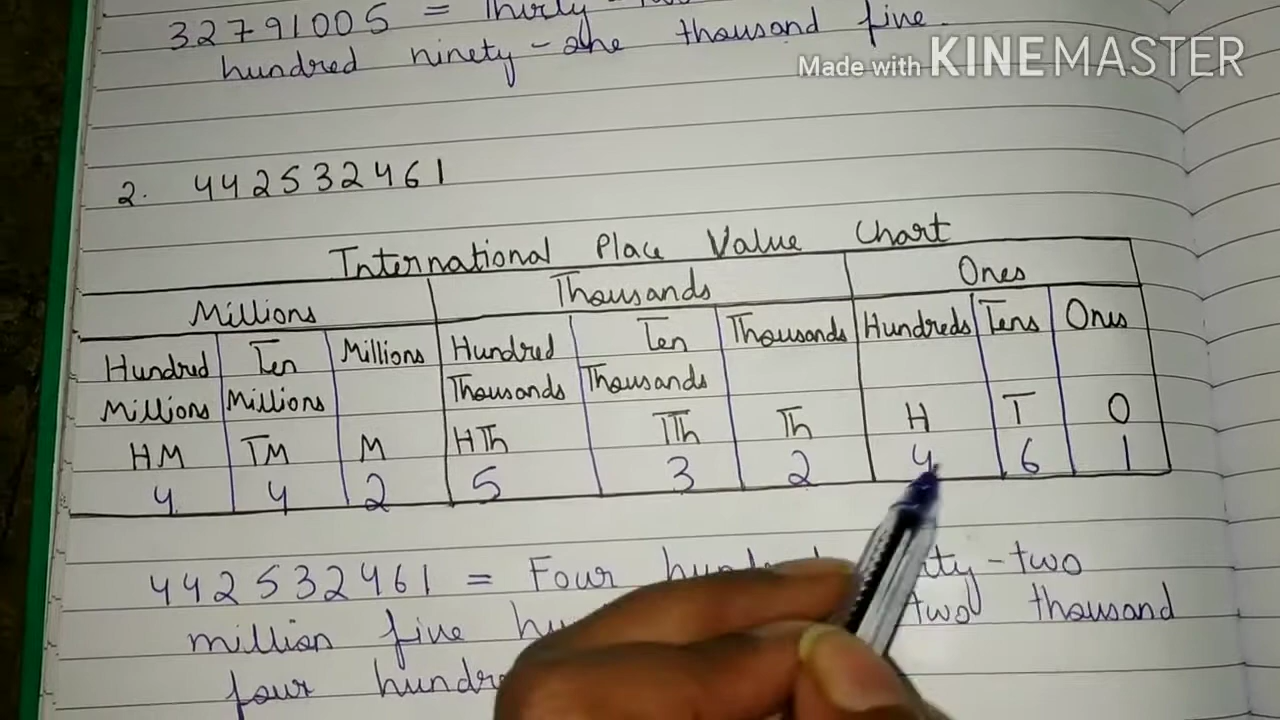 32791005 = Thirty-
hundred ninety-one thousand five.
Made with KINEMASTER
2. 442532461
International Place Value Chart
Millions Thousands Ones
Hundred Ten Millions Hundred Ten Thousands Hundreds Tens Ones
Millions Millions Thousands Thousands
HM TM M HTh TTh Th H T O
4 4 2 5 3 2 4 6 1
442532461 = Four ty-two
million five two thousand
four